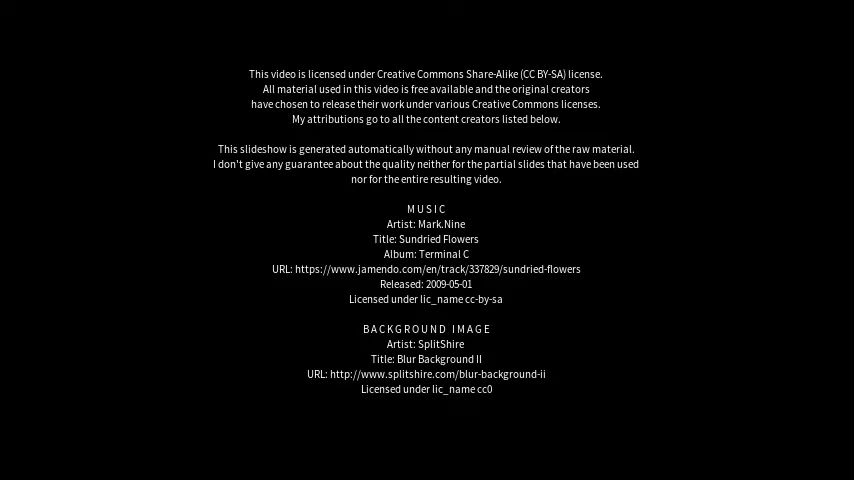 This video is licensed under Creative Commons Share-Alike (CC BY-SA) license.
All material used in this video is free available and the original creators
have chosen to release their work under various Creative Commons licenses.
My attributions go to all the content creators listed below.
This slideshow is generated automatically without any manual review of the raw material.
I don't give any guarantee about the quality neither for the partial slides that have been used
nor for the entire resulting video.
MUSIC
Artist: Mark.Nine
Title: Sundried Flowers
Album: Terminal C
URL: https://www.jamendo.com/en/track/337829/sundried-flowers
Released: 2009-05-01
Licensed under lic_name cc-by-sa
BACKGROUND IMAGE
Artist: SplitShire
Title: Blur Background II
URL: http://www.splitshire.com/blur-background-ii
Licensed under lic_name cc0